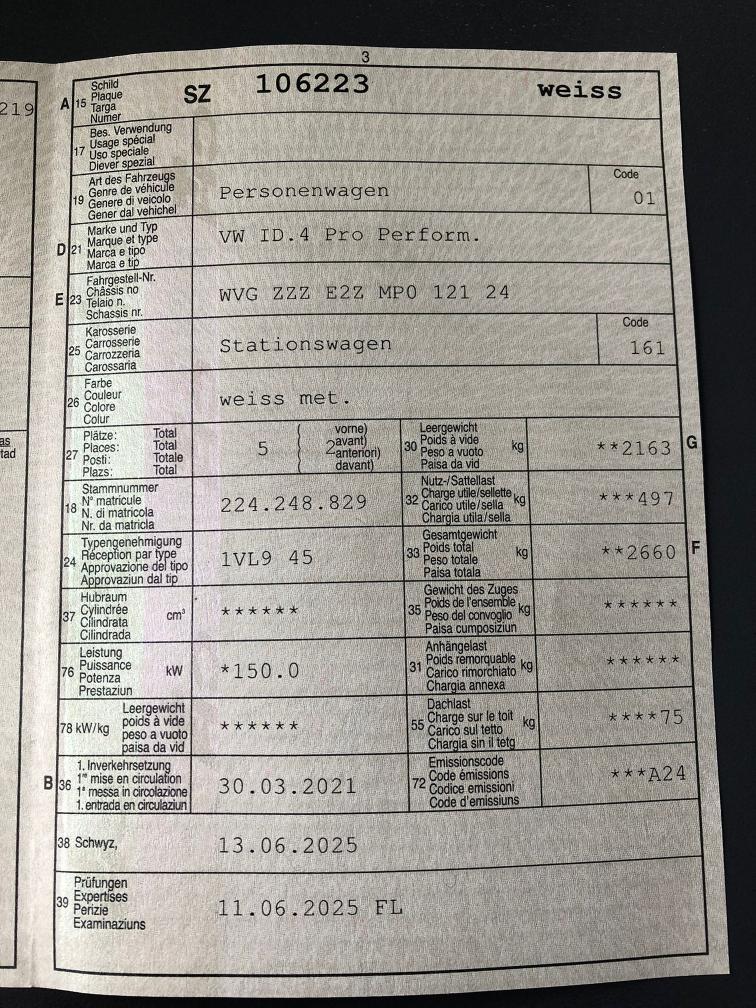 3
219
A 15 Schild
Plaque
Targa
Numer
SZ 106223 weiss
17 Bes. Verwendung
Usage spécial
Uso speciale
Diever spezial
19 Art des Fahrzeugs
Genre de véhicule
Genere di veicolo
Gener dal vehichel
Personenwagen
Code
01
D 21 Marke und Typ
Marque et type
Marca e tipo
Marca e tip
VW ID.4 Pro Perform.
E 23 Fahrgestell-Nr.
Châssis no
Telaio n.
Schassis nr.
WVG ZZZ E2Z MP0 121 24
25 Karosserie
Carrosserie
Carrozzeria
Carossaria
Stationswagen
Code
161
26 Farbe
Couleur
Colore
Colur
weiss met.
27 Plätze: Total
Places: Total
Posti: Totale
Plazs: Total
5 ( 2 vorne)
avant)
anteriori)
davant)
30 Leergewicht
Poids à vide
Peso a vuoto
Paisa da vid
kg
**2163 G
as
tad
18 Stammnummer
N° matricule
N. di matricola
Nr. da matricla
224.248.829
32 Nutz-/Sattellast
Charge utile/sellette
Carico utile/sella
Chargia utila/sella
kg
***497
24 Typengenehmigung
Réception par type
Approvazione del tipo
Approvaziun dal tip
1VL9 45
33 Gesamtgewicht
Poids total
Peso totale
Paisa totala
kg
**2660 F
37 Hubraum
Cylindrée
Cilindrata
Cilindrada
cm³
******
35 Gewicht des Zuges
Poids de l'ensemble
Peso del convoglio
Paisa cumposiziun
kg
******
76 Leistung
Puissance
Potenza
Prestaziun
kW
*150.0
31 Anhängelast
Poids remorquable
Carico rimorchiato
Chargia annexa
kg
******
78 kW/kg Leergewicht
poids à vide
peso a vuoto
paisa da vid
******
55 Dachlast
Charge sur le toit
Carico sul tetto
Chargia sin il tetg
kg
****75
B 36 1. Inverkehrsetzung
1re mise en circulation
1a messa in circolazione
1. entrada en circulaziun
30.03.2021
72 Emissionscode
Code émissions
Codice emissioni
Code d'emissiuns
***A24
38 Schwyz,
13.06.2025
39 Prüfungen
Expertises
Perizie
Examinaziuns
11.06.2025 FL